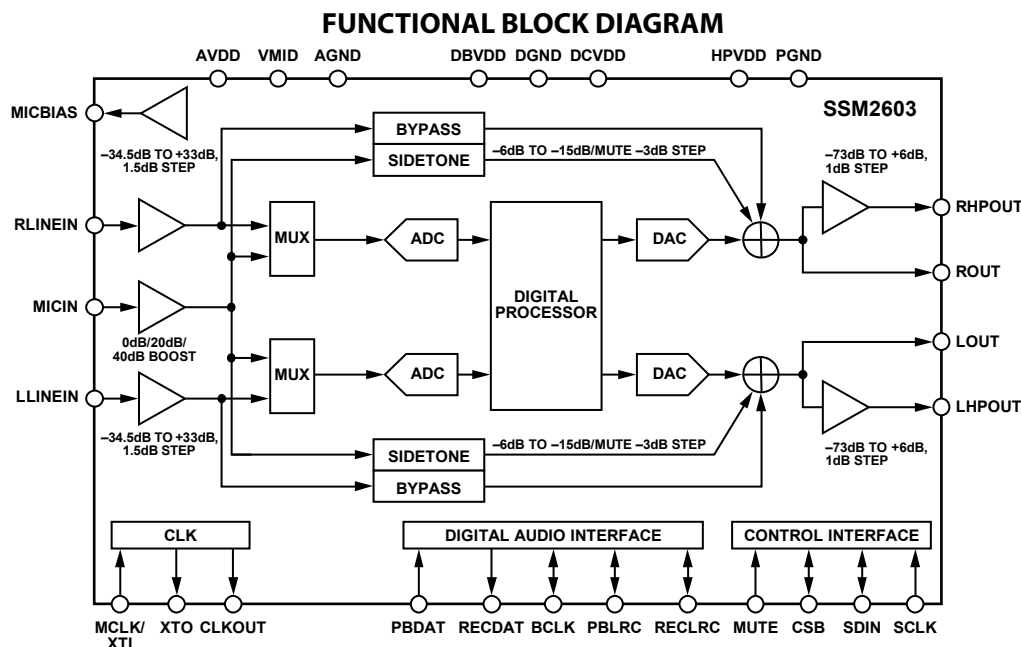 FUNCTIONAL BLOCK DIAGRAM
AVDD VMID AGND DBVDD DGND DCVDD HPVDD PGND
MICBIAS
SSM2603
–34.5dB TO +33dB,
1.5dB STEP
BYPASS
SIDETONE
–6dB TO –15dB/MUTE –3dB STEP
–73dB TO +6dB,
1dB STEP
RLINEIN
MUX
ADC
DAC
RHPOUT
ROUT
MICIN
DIGITAL
PROCESSOR
0dB/20dB/
40dB BOOST
LOUT
LLINEIN
MUX
ADC
DAC
LHPOUT
–34.5dB TO +33dB,
1.5dB STEP
SIDETONE
BYPASS
–6dB TO –15dB/MUTE –3dB STEP
–73dB TO +6dB,
1dB STEP
CLK
DIGITAL AUDIO INTERFACE
CONTROL INTERFACE
MCLK/
XTI
XTO CLKOUT PBDAT RECDAT BCLK PBLRC RECLRC MUTE CSB SDIN SCLK